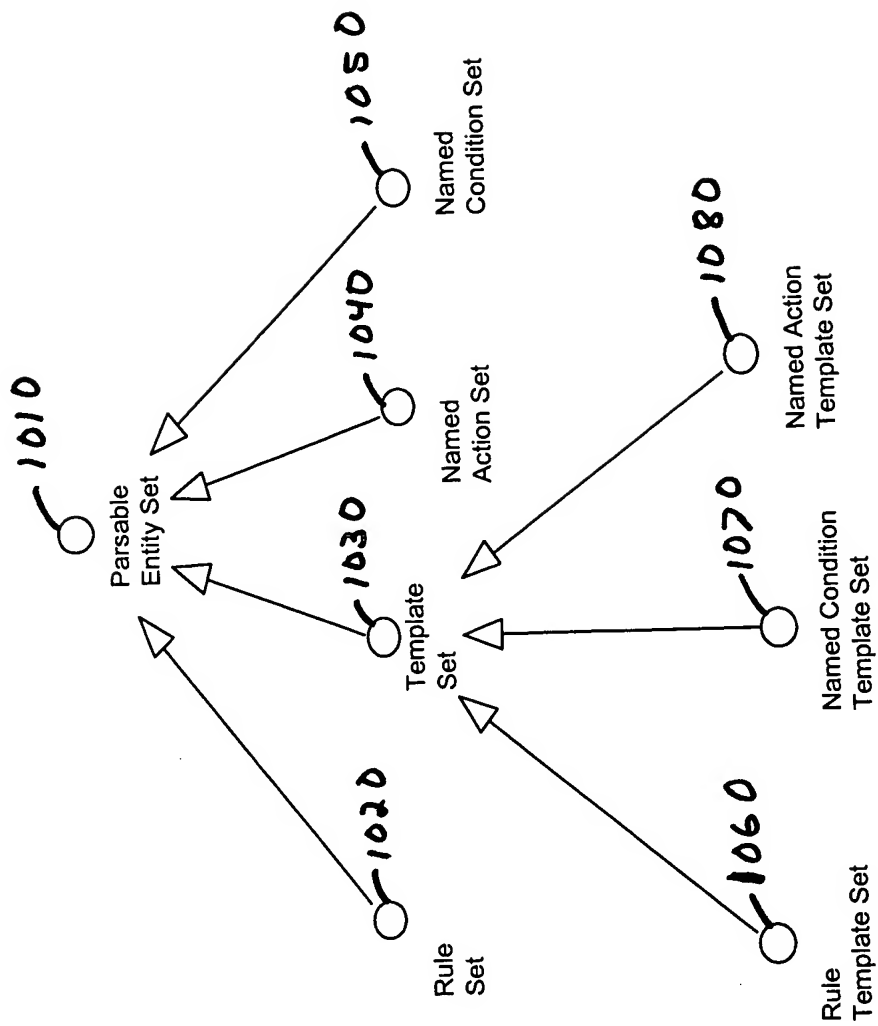 1010
Parsable
Entity Set
1020
Rule
Set
1030
Template
Set
1040
Named
Action Set
1050
Named
Condition Set
1060
Rule
Template Set
1070
Named Condition
Template Set
1080
Named Action
Template Set